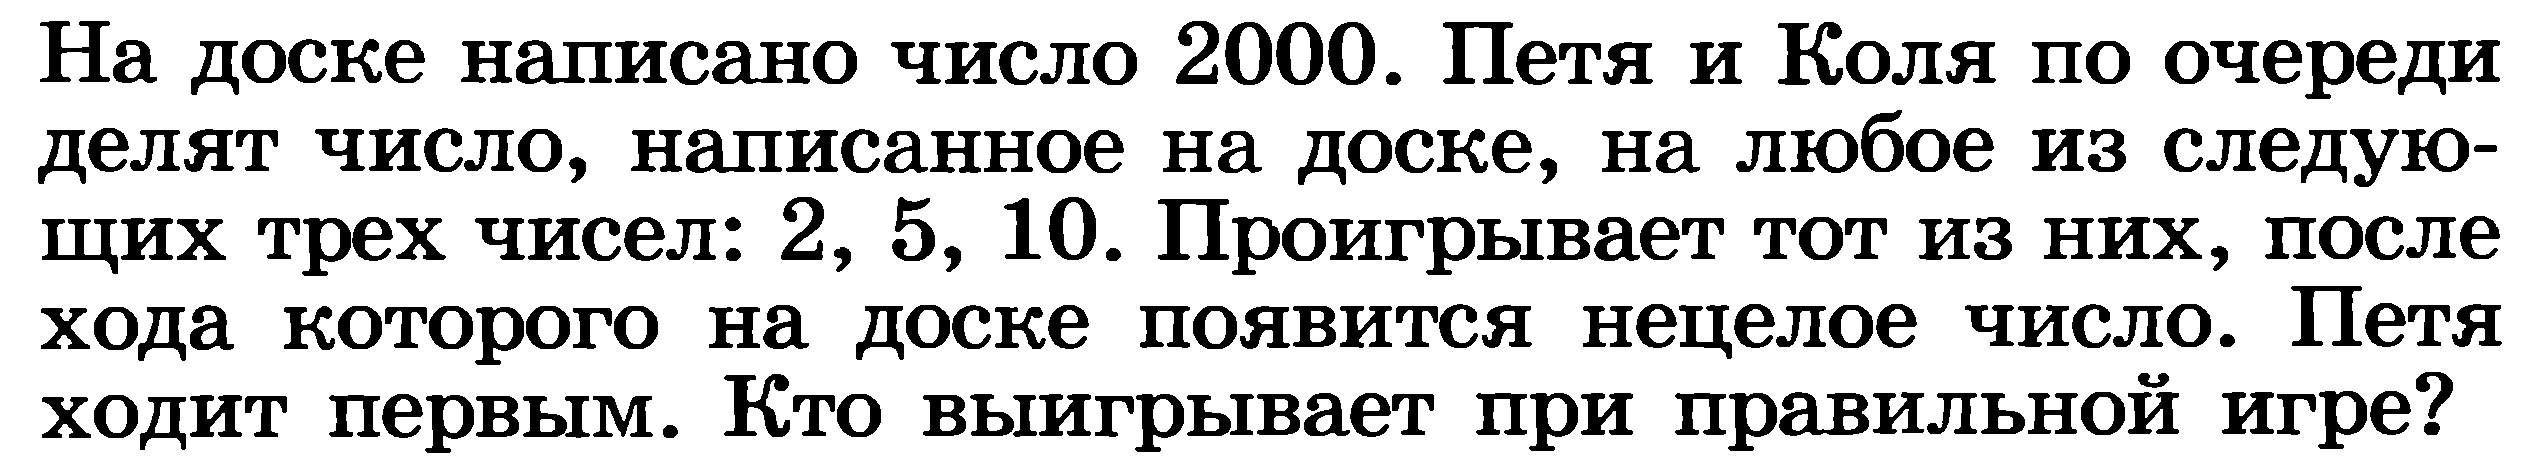 На доске написано число 2000. Петя и Коля по очереди
делят число, написанное на доске, на любое из следую-
щих трех чисел: 2, 5, 10. Проигрывает тот из них, после
хода которого на доске появится нецелое число. Петя
ходит первым. Кто выигрывает при правильной игре?